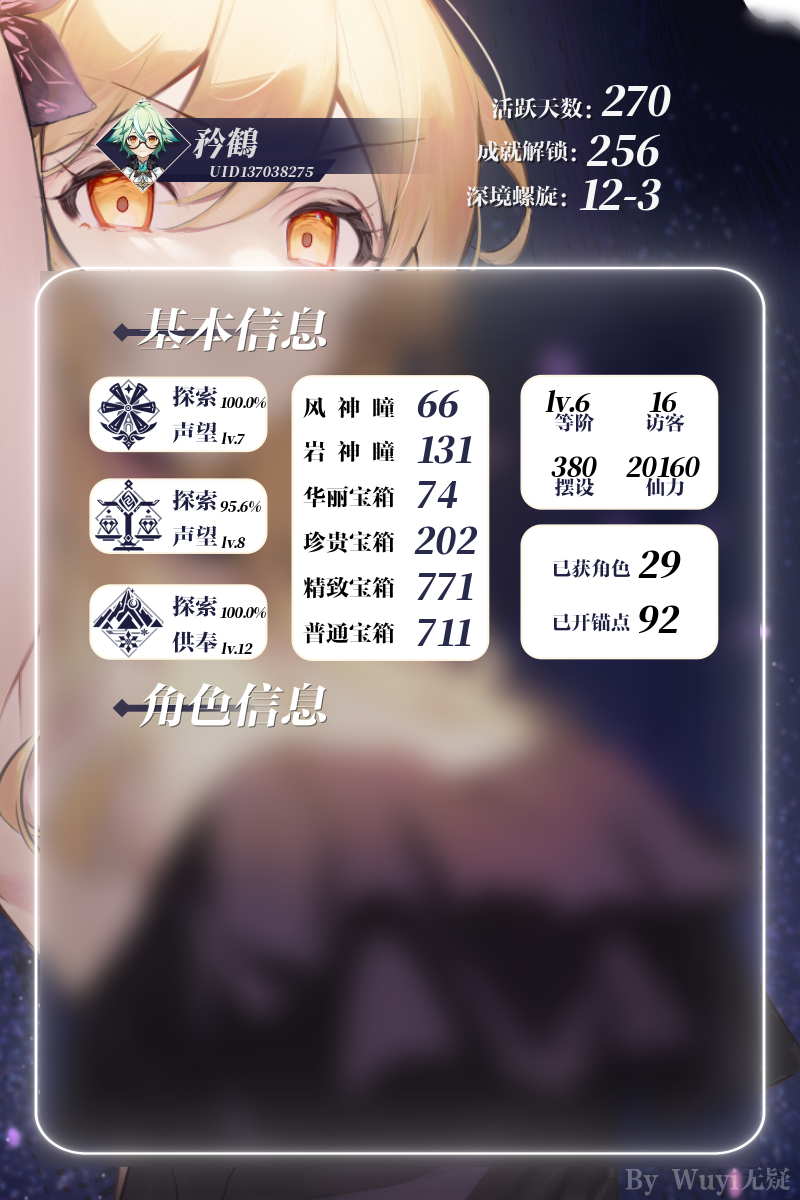 活跃天数: 270
矜鶴
成就解锁: 256
UID137038275
深境螺旋: 12-3
基本信息
探索 100.0%
声望 lv.7
探索 95.6%
声望 lv.8
探索 100.0%
供奉 lv.12
风神瞳 66
岩神瞳 131
华丽宝箱 74
珍贵宝箱 202
精致宝箱 771
普通宝箱 711
lv.6 16
等阶 访客
380 20160
摆设 仙力
已获角色 29
已开锚点 92
角色信息
By Wuyi无疑